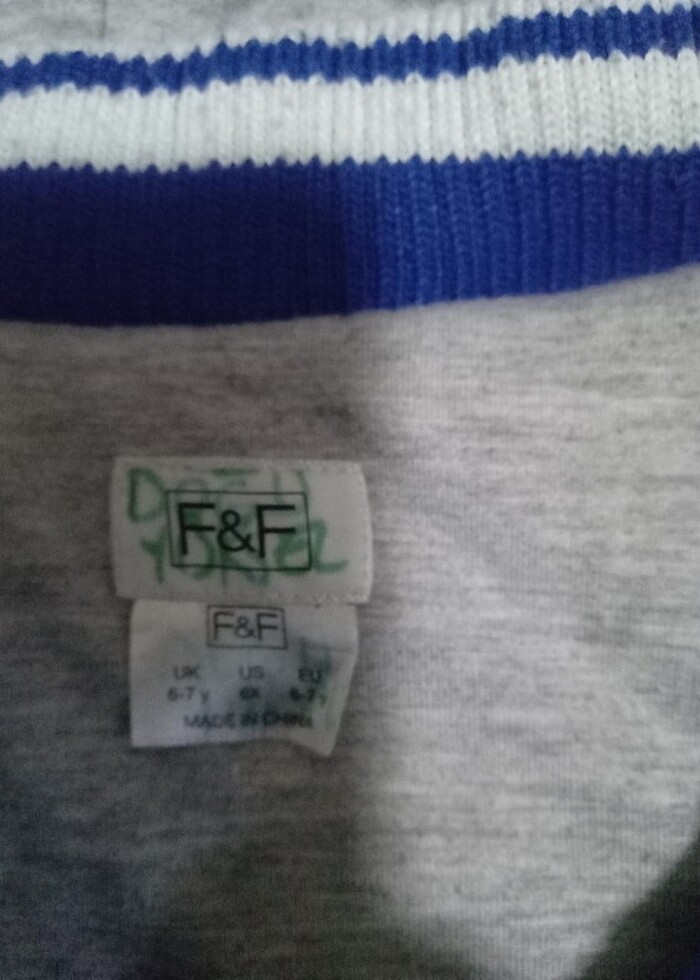 F&F
F&F
UK US EU
6-7 y 6X 6-7 y
MADE IN CHINA